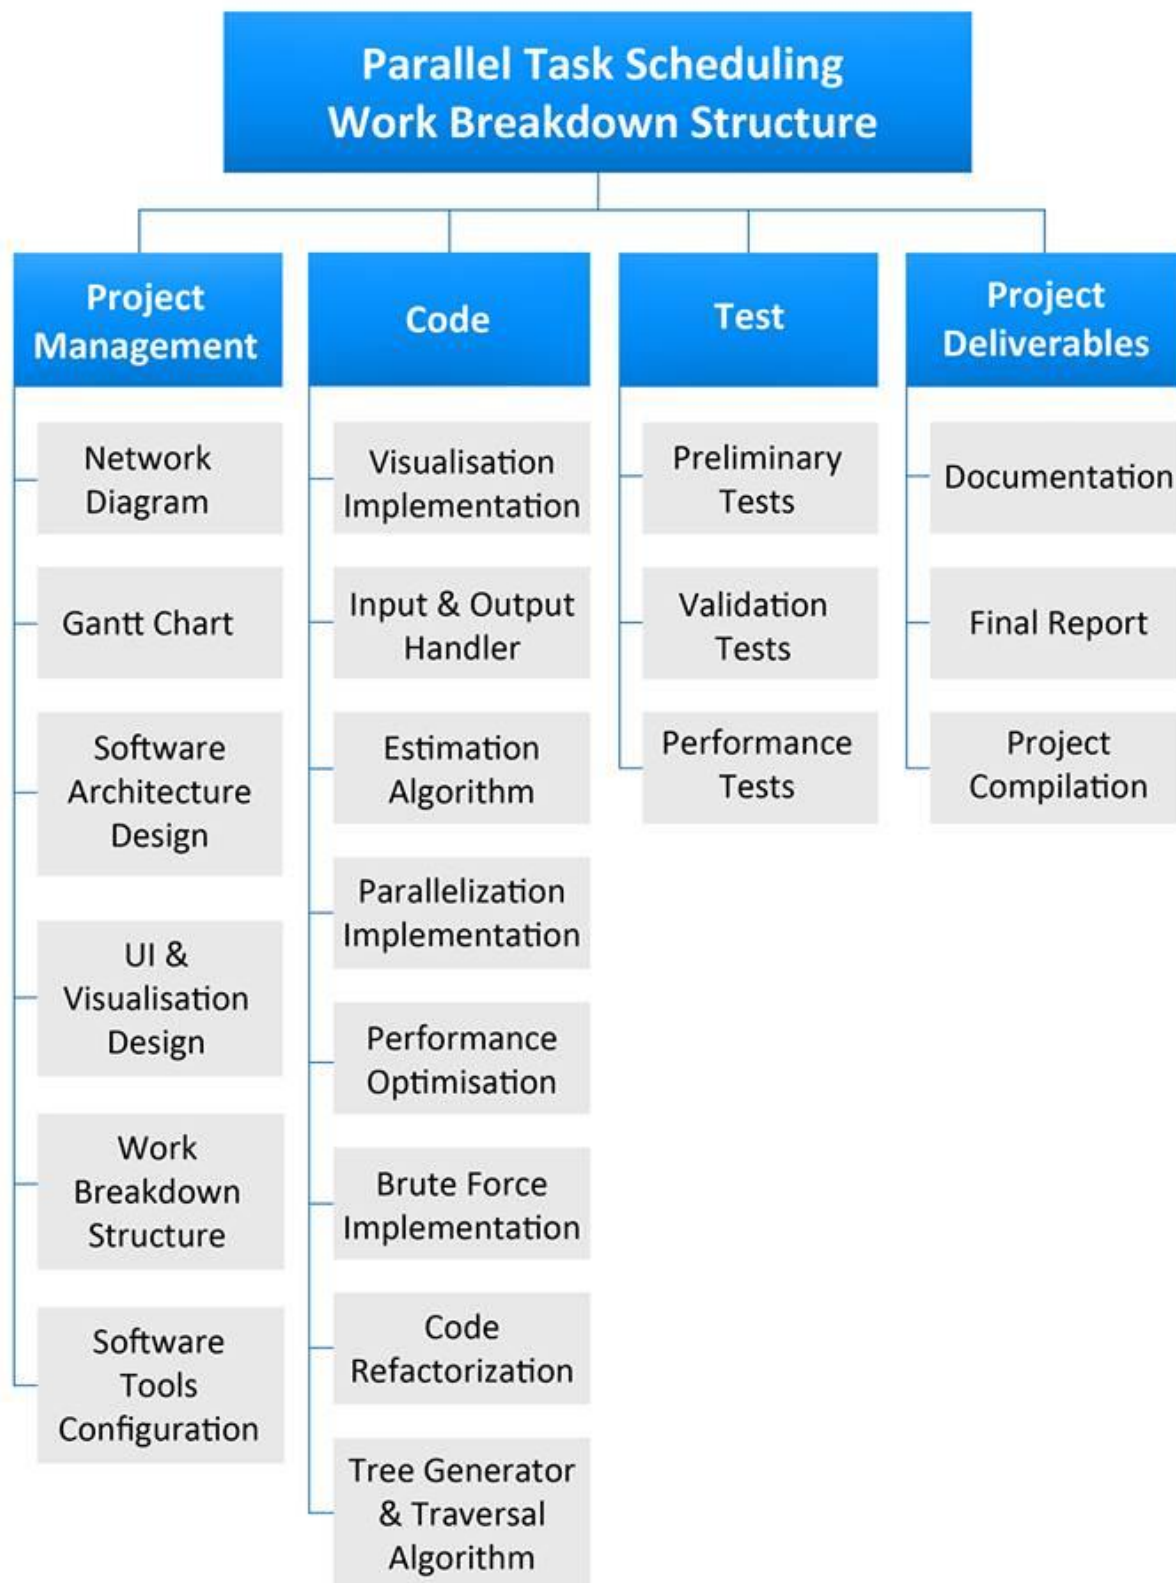 Parallel Task Scheduling
Work Breakdown Structure
Project
Management
Network
Diagram
Gantt Chart
Software
Architecture
Design
UI &
Visualisation
Design
Work
Breakdown
Structure
Software
Tools
Configuration
Code
Visualisation
Implementation
Input & Output
Handler
Estimation
Algorithm
Parallelization
Implementation
Performance
Optimisation
Brute Force
Implementation
Code
Refactorization
Tree Generator
& Traversal
Algorithm
Test
Preliminary
Tests
Validation
Tests
Performance
Tests
Project
Deliverables
Documentation
Final Report
Project
Compilation